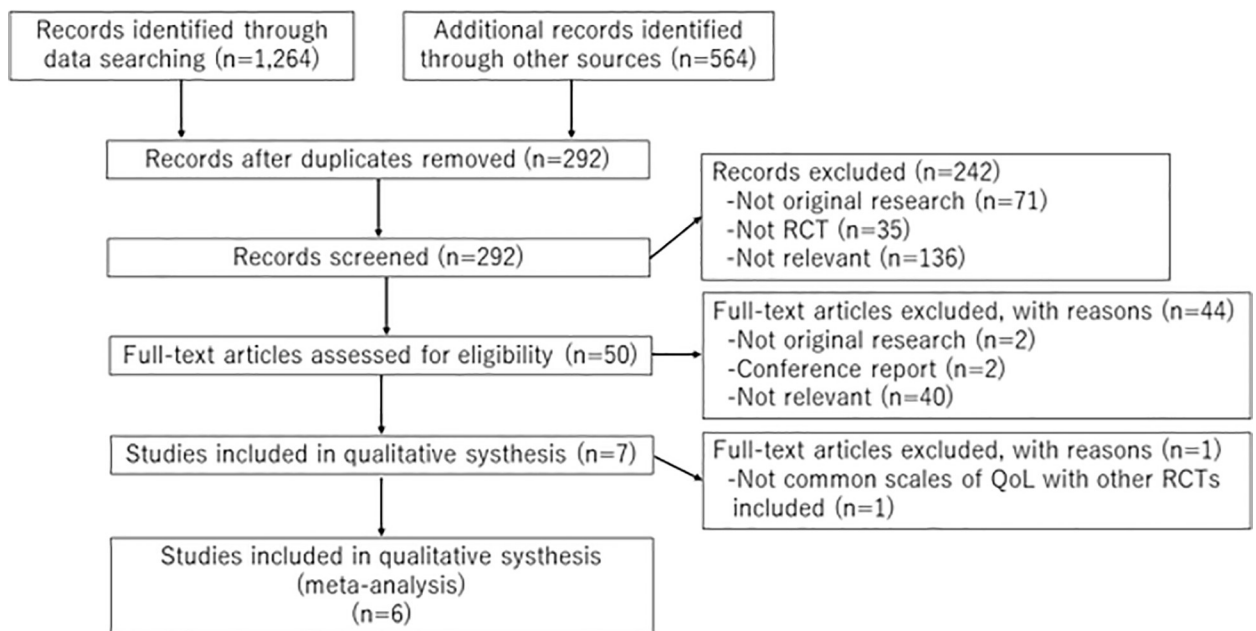 Records identified through
data searching (n=1,264)
Additional records identified
through other sources (n=564)
Records after duplicates removed (n=292)
Records screened (n=292)
Records excluded (n=242)
-Not original research (n=71)
-Not RCT (n=35)
-Not relevant (n=136)
Full-text articles assessed for eligibility (n=50)
Full-text articles excluded, with reasons (n=44)
-Not original research (n=2)
-Conference report (n=2)
-Not relevant (n=40)
Studies included in qualitative systhesis (n=7)
Full-text articles excluded, with reasons (n=1)
-Not common scales of QoL with other RCTs
included (n=1)
Studies included in qualitative systhesis
(meta-analysis)
(n=6)